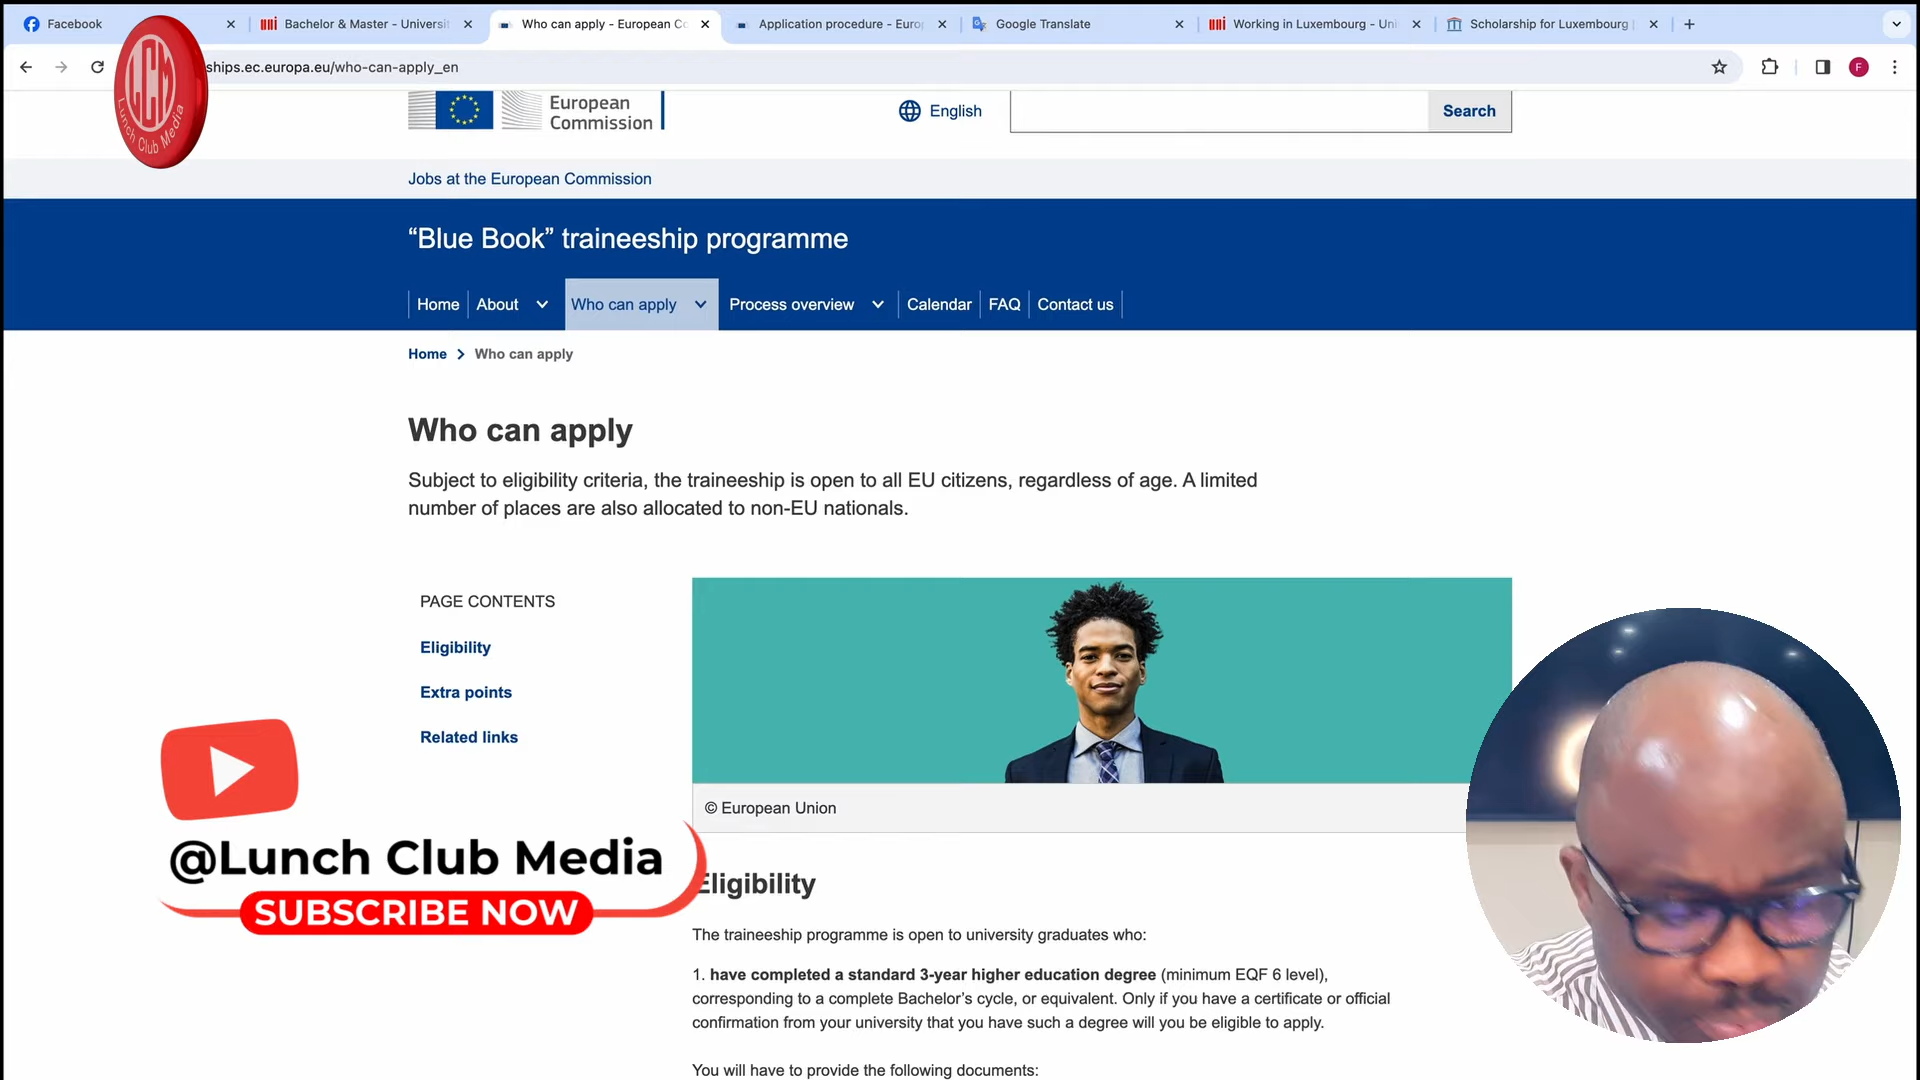 Facebook
Bachelor & Master - Universit
Who can apply - European Co
Application procedure - Euro
Google Translate
Working in Luxembourg - Uni
Scholarship for Luxembourg
ships.ec.europa.eu/who-can-apply_en
F
LCM
Lunch Club Media
European
Commission
English
Search
Jobs at the European Commission
“Blue Book” traineeship programme
Home
About
Who can apply
Process overview
Calendar
FAQ
Contact us
Home > Who can apply
Who can apply
Subject to eligibility criteria, the traineeship is open to all EU citizens, regardless of age. A limited
number of places are also allocated to non-EU nationals.
PAGE CONTENTS
Eligibility
Extra points
Related links
© European Union
@Lunch Club Media
SUBSCRIBE NOW
Eligibility
The traineeship programme is open to university graduates who:
1. have completed a standard 3-year higher education degree (minimum EQF 6 level),
corresponding to a complete Bachelor’s cycle, or equivalent. Only if you have a certificate or official
confirmation from your university that you have such a degree will you be eligible to apply.
You will have to provide the following documents: